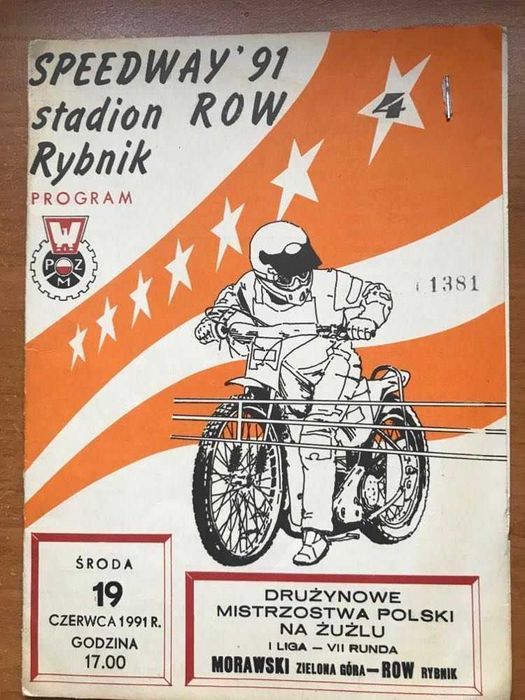 SPEEDWAY '91
stadion ROW
Rybnik
PROGRAM
W
PZM
4
1381
ŚRODA
19
CZERWCA 1991 R.
GODZINA
17.00
DRUŻYNOWE
MISTRZOSTWA POLSKI
NA ŻUŻLU
I LIGA – VII RUNDA
MORAWSKI ZIELONA GÓRA – ROW RYBNIK